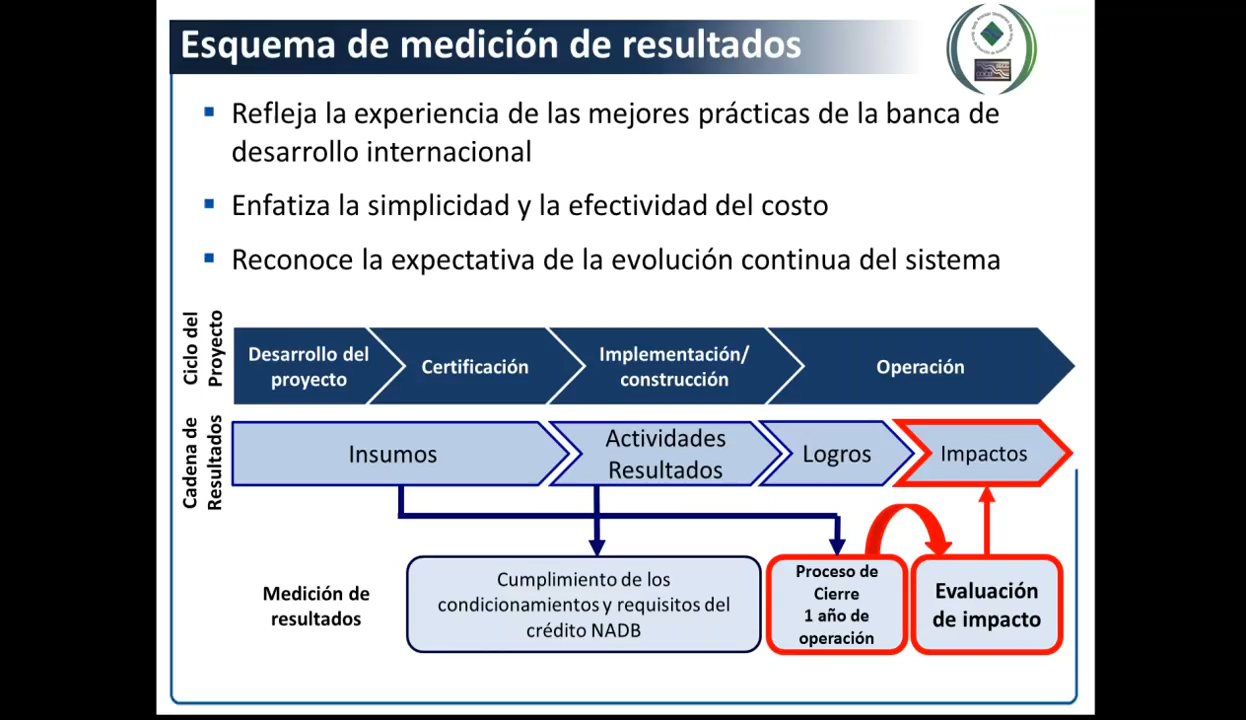 Esquema de medición de resultados
Refleja la experiencia de las mejores prácticas de la banca de
desarrollo internacional
Enfatiza la simplicidad y la efectividad del costo
Reconoce la expectativa de la evolución continua del sistema
Ciclo del
Proyecto
Desarrollo del
proyecto
Certificación
Implementación/
construcción
Operación
Cadena de
Resultados
Insumos
Actividades
Resultados
Logros
Impactos
Medición de
resultados
Cumplimiento de los
condicionamientos y requisitos del
crédito NADB
Proceso de
Cierre
1 año de
operación
Evaluación
de impacto